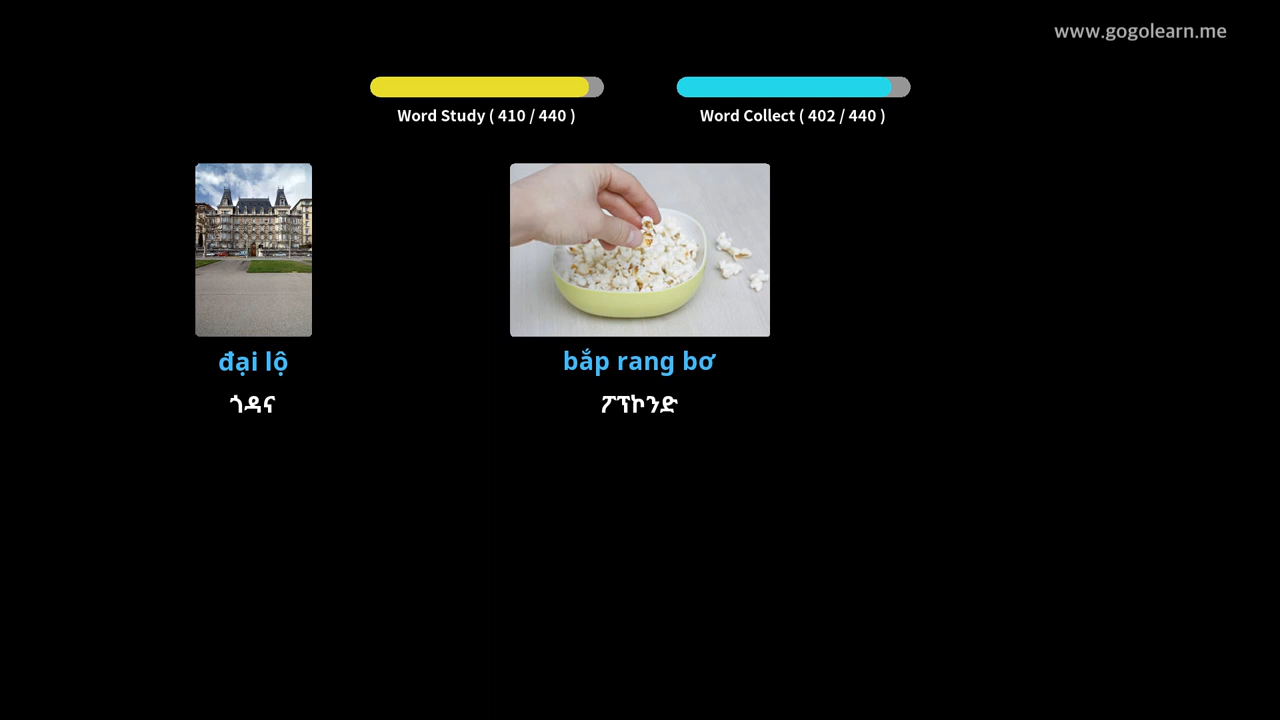 www.gogolearn.me
Word Study ( 410 / 440 )
Word Collect ( 402 / 440 )
đại lộ
bắp rang bơ
ጎዳና
ፖፕኮንድ